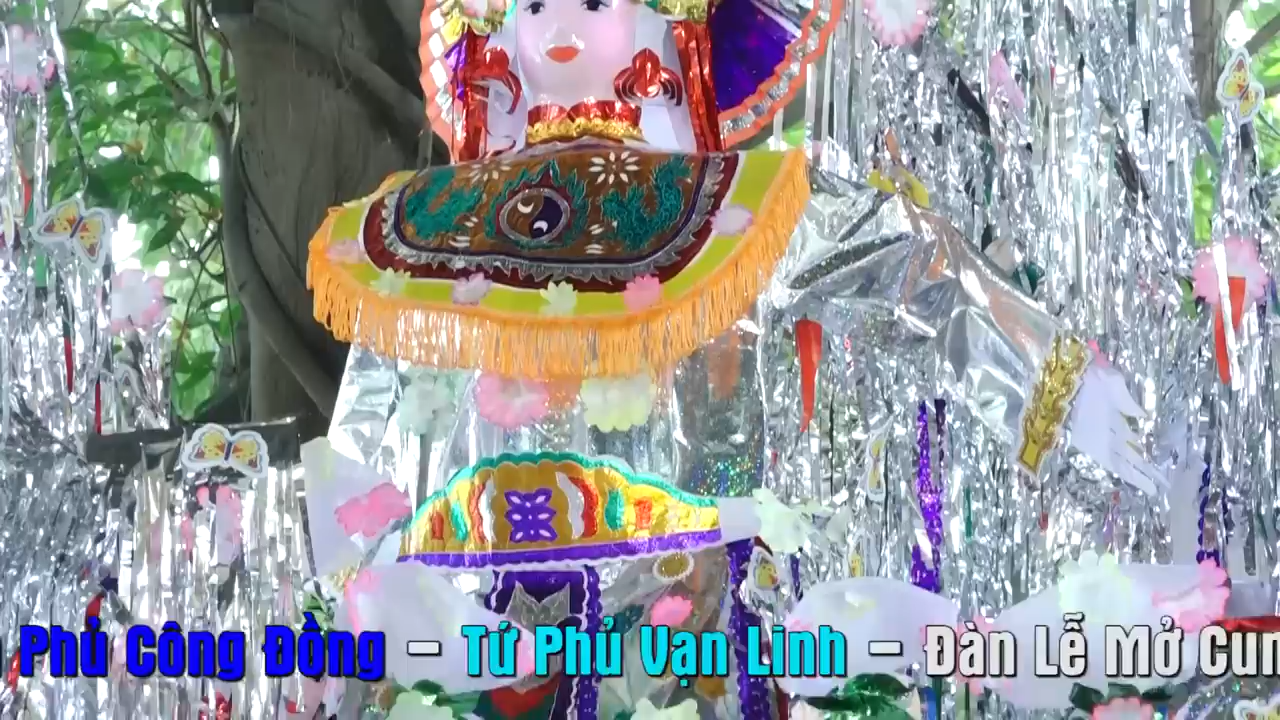 Phủ Công Đồng – Tứ Phủ Vạn Linh – Đàn Lễ Mở